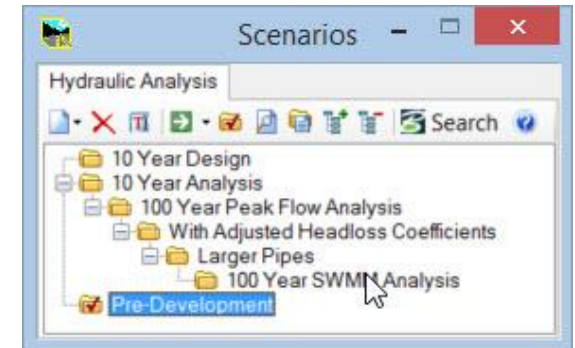 Scenarios
Hydraulic Analysis
Search
10 Year Design
10 Year Analysis
100 Year Peak Flow Analysis
With Adjusted Headloss Coefficients
Larger Pipes
100 Year SWMM Analysis
Pre-Development